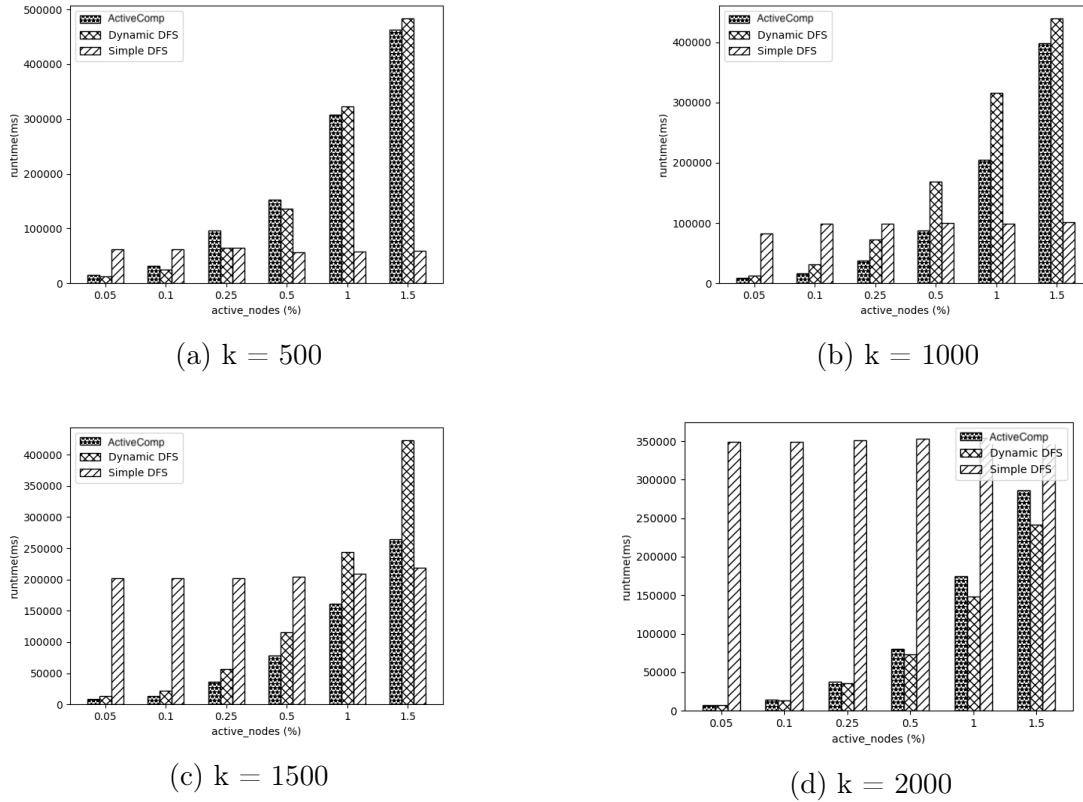 500000
400000
300000
200000
100000
0
runtime(ms)
ActiveComp
Dynamic DFS
Simple DFS
0.05 0.1 0.25 0.5 1 1.5
active_nodes (%)
(a) k = 500
400000
300000
200000
100000
0
runtime(ms)
ActiveComp
Dynamic DFS
Simple DFS
0.05 0.1 0.25 0.5 1 1.5
active_nodes (%)
(b) k = 1000
400000
350000
300000
250000
200000
150000
100000
50000
0
runtime(ms)
ActiveComp
Dynamic DFS
Simple DFS
0.05 0.1 0.25 0.5 1 1.5
active_nodes (%)
(c) k = 1500
350000
300000
250000
200000
150000
100000
50000
0
runtime(ms)
ActiveComp
Dynamic DFS
Simple DFS
0.05 0.1 0.25 0.5 1 1.5
active_nodes (%)
(d) k = 2000